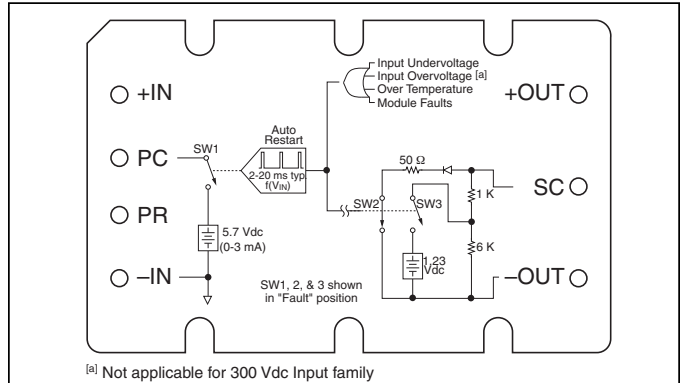 Input Undervoltage
Input Overvoltage [a]
Over Temperature
Module Faults
+IN
+OUT
PC
SW1
Auto
Restart
2-20 ms typ
f(VIN)
50 Ω
SC
SW2
SW3
1 K
PR
5.7 Vdc
(0-3 mA)
1.23
Vdc
6 K
–IN
SW1, 2, & 3 shown
in "Fault" position
–OUT
[a] Not applicable for 300 Vdc Input family